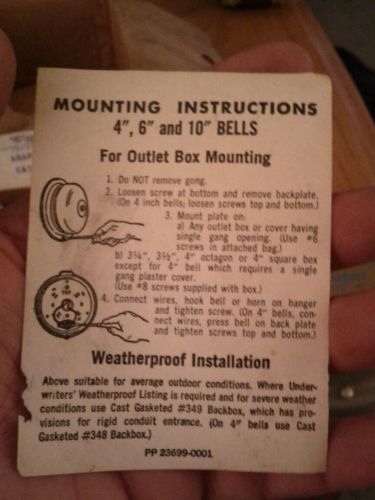 MOUNTING INSTRUCTIONS
4", 6" and 10" BELLS
For Outlet Box Mounting
1. Do NOT remove gong.
2. Loosen screw at bottom and remove backplate.
(On 4 inch bells; loosen screws top and bottom.)
3. Mount plate on:
a) Any outlet box or cover having
single gang opening. (Use #6
screws in attached bag.)
b) 3¼", 3½", 4" octagon or 4" square box
except for 4" bell which requires a single
gang plaster cover.
(Use #8 screws supplied with box.)
4. Connect wires, hook bell or horn on hanger
and tighten screw. (On 4" bells, con-
nect wires, press bell on back plate
and tighten screws top and bottom.)
Weatherproof Installation
Above suitable for average outdoor conditions. Where Under-
writers' Weatherproof Listing is required and for severe weather
conditions use Cast Gasketed #349 Backbox, which has pro-
visions for rigid conduit entrance. (On 4" bells use Cast
Gasketed #348 Backbox.)
PP 23699-0001